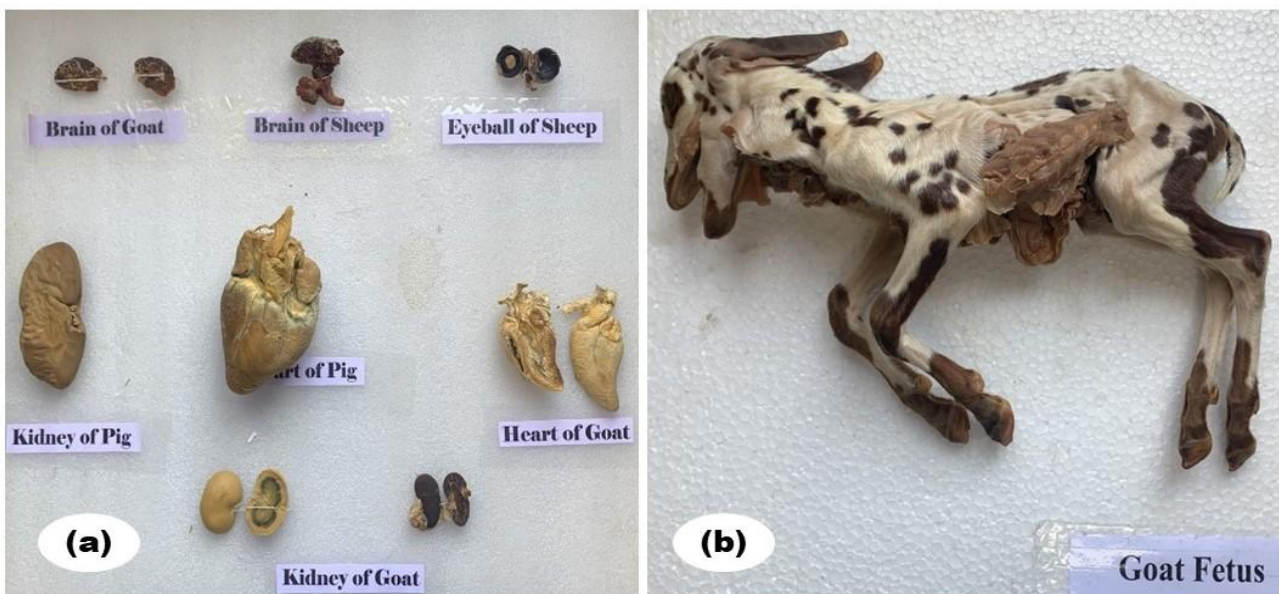 Brain of Goat
Brain of Sheep
Eyeball of Sheep
art of Pig
Kidney of Pig
Heart of Goat
Kidney of Goat
(a)
(b)
Goat Fetus